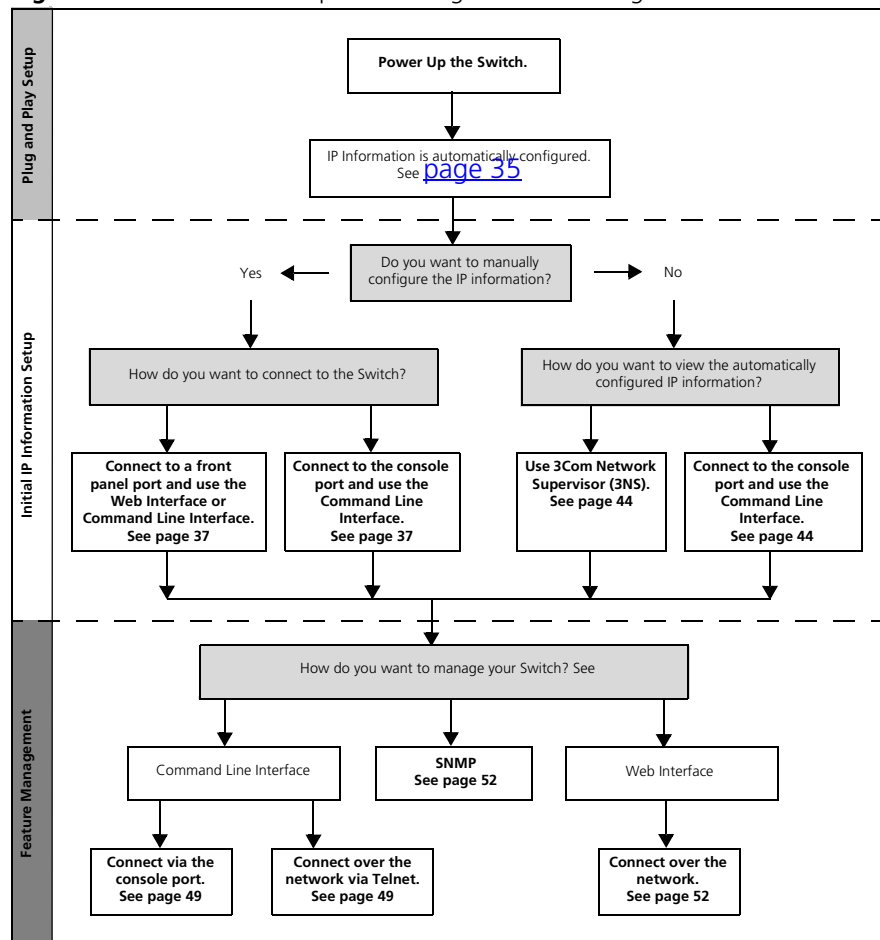 Plug and Play Setup
Power Up the Switch.
IP Information is automatically configured.
See page 35
Initial IP Information Setup
Do you want to manually
configure the IP information?
Yes
No
How do you want to connect to the Switch?
How do you want to view the automatically
configured IP information?
Connect to a front
panel port and use the
Web Interface or
Command Line Interface.
See page 37
Connect to the console
port and use the
Command Line
Interface.
See page 37
Use 3Com Network
Supervisor (3NS).
See page 44
Connect to the console
port and use the
Command Line
Interface.
See page 44
Feature Management
How do you want to manage your Switch? See
Command Line Interface
SNMP
See page 52
Web Interface
Connect via the
console port.
See page 49
Connect over the
network via Telnet.
See page 49
Connect over the
network.
See page 52